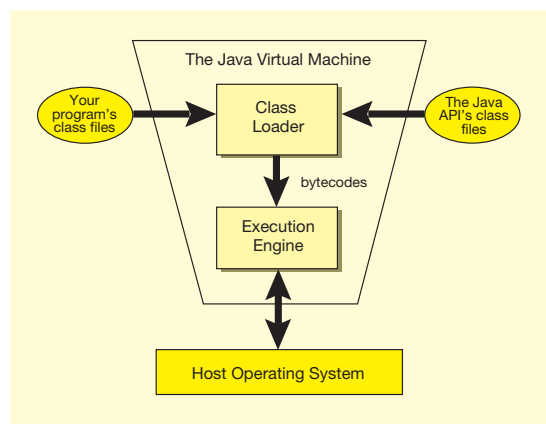 The Java Virtual Machine
Your
program's
class files
Class
Loader
The Java
API's class
files
bytecodes
Execution
Engine
Host Operating System